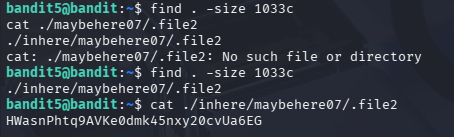 bandit5@bandit:~$ find . -size 1033c
cat ./maybehere07/.file2
./inhere/maybehere07/.file2
cat: ./maybehere07/.file2: No such file or directory
bandit5@bandit:~$ find . -size 1033c
./inhere/maybehere07/.file2
bandit5@bandit:~$ cat ./inhere/maybehere07/.file2
HWasnPhtq9AVKe0dmk45nxy20cvUa6EG